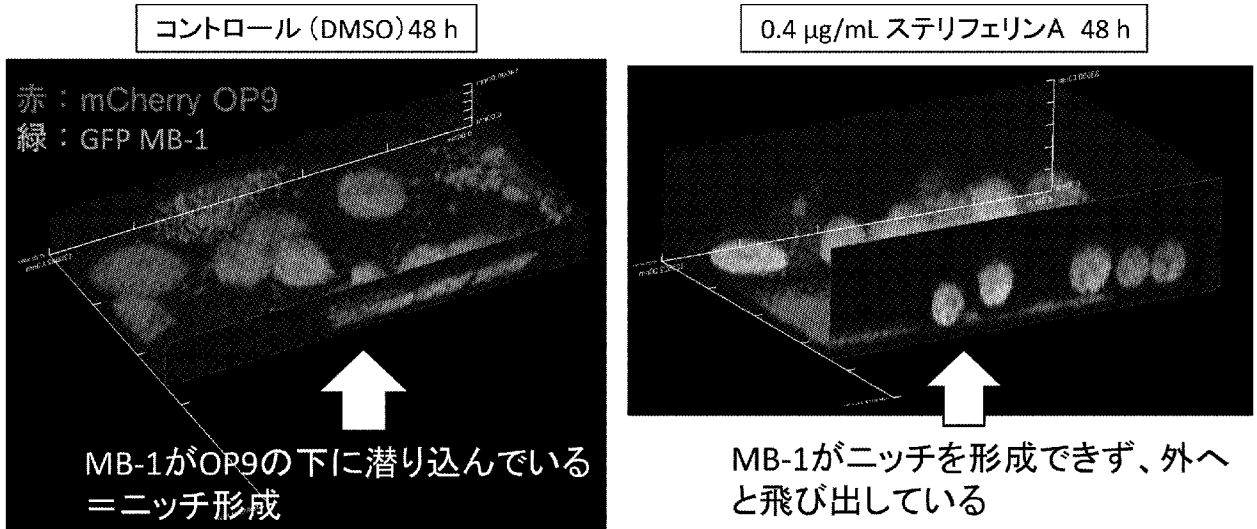 コントロール（DMSO）48 h
0.4 μg/mL ステリフェリンA 48 h
赤：mCherry OP9
緑：GFP MB-1
MB-1がOP9の下に潜り込んでいる
＝ニッチ形成
MB-1がニッチを形成できず、外へ
と飛び出している